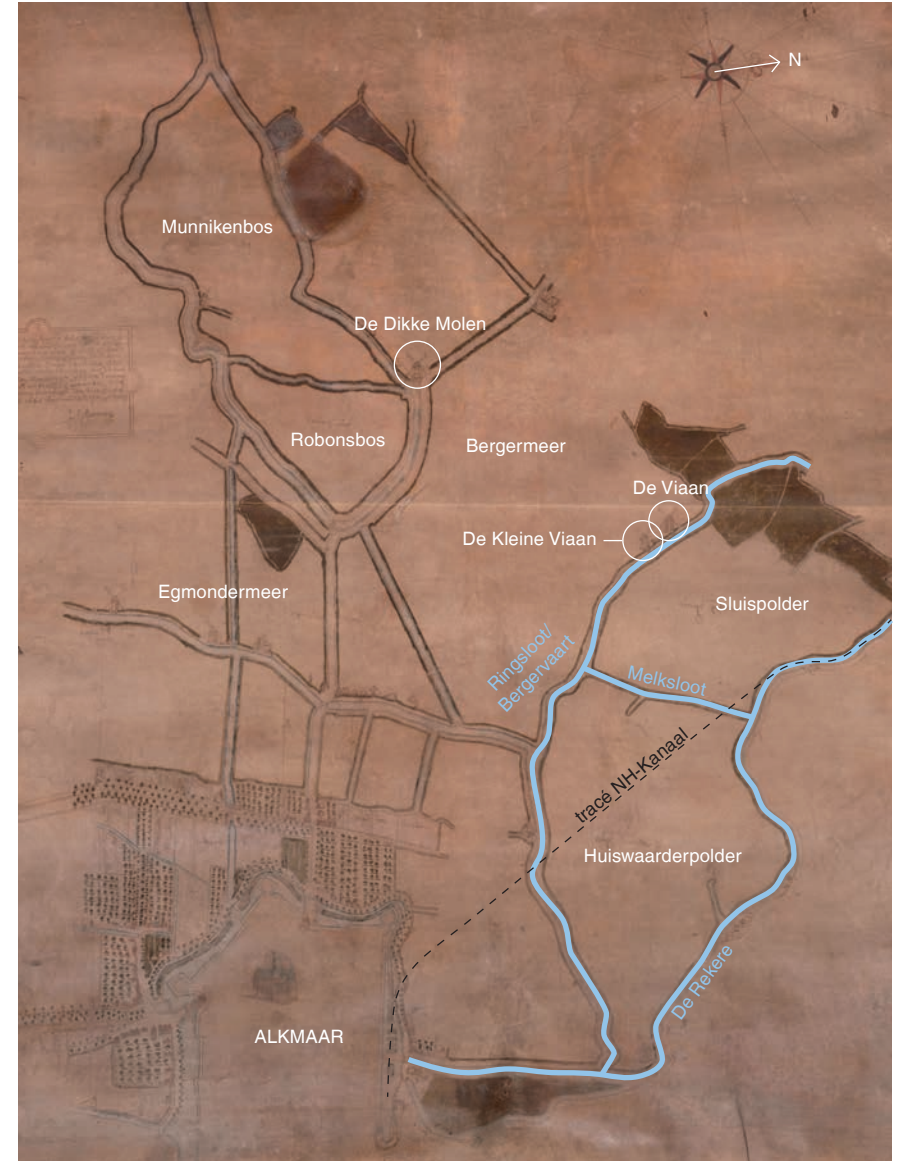 N
Munnikenbos
De Dikke Molen
Robonsbos
Bergermeer
De Viaan
De Kleine Viaan
Egmondermeer
Sluispolder
Ringsloot/
Bergervaart
Melksloot
tracé NH-Kanaal
Huiswaarderpolder
De Rekere
ALKMAAR